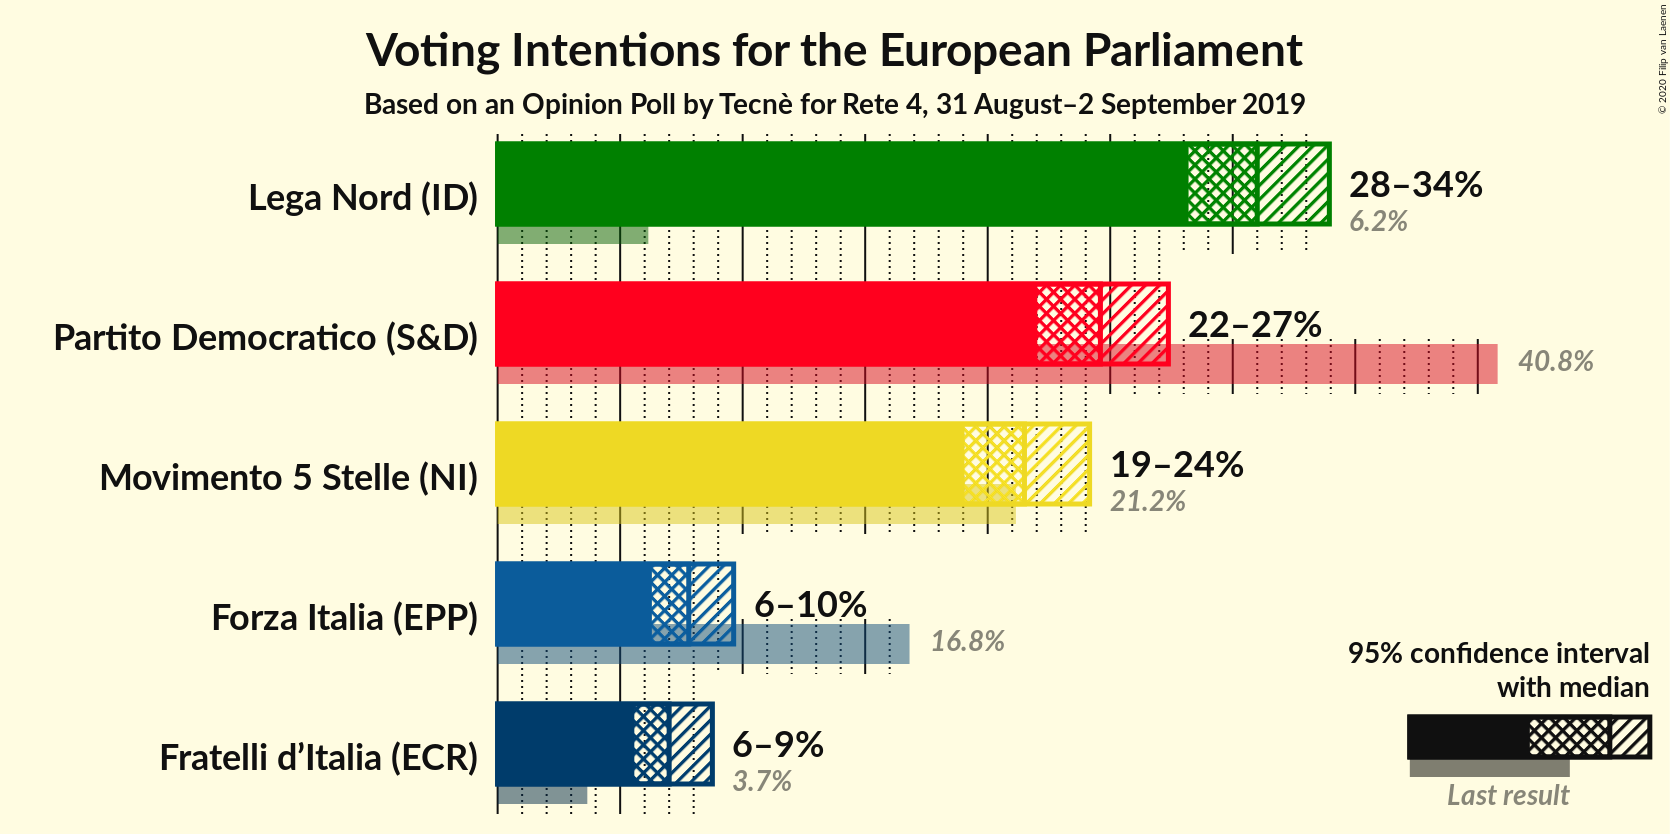 Voting Intentions for the European Parliament
Based on an Opinion Poll by Tecnè for Rete 4, 31 August–2 September 2019
© 2020 Filip van Laenen
Lega Nord (ID)
28–34%
6.2%
Partito Democratico (S&D)
22–27%
40.8%
Movimento 5 Stelle (NI)
19–24%
21.2%
Forza Italia (EPP)
6–10%
16.8%
Fratelli d’Italia (ECR)
6–9%
3.7%
95% confidence interval
with median
Last result